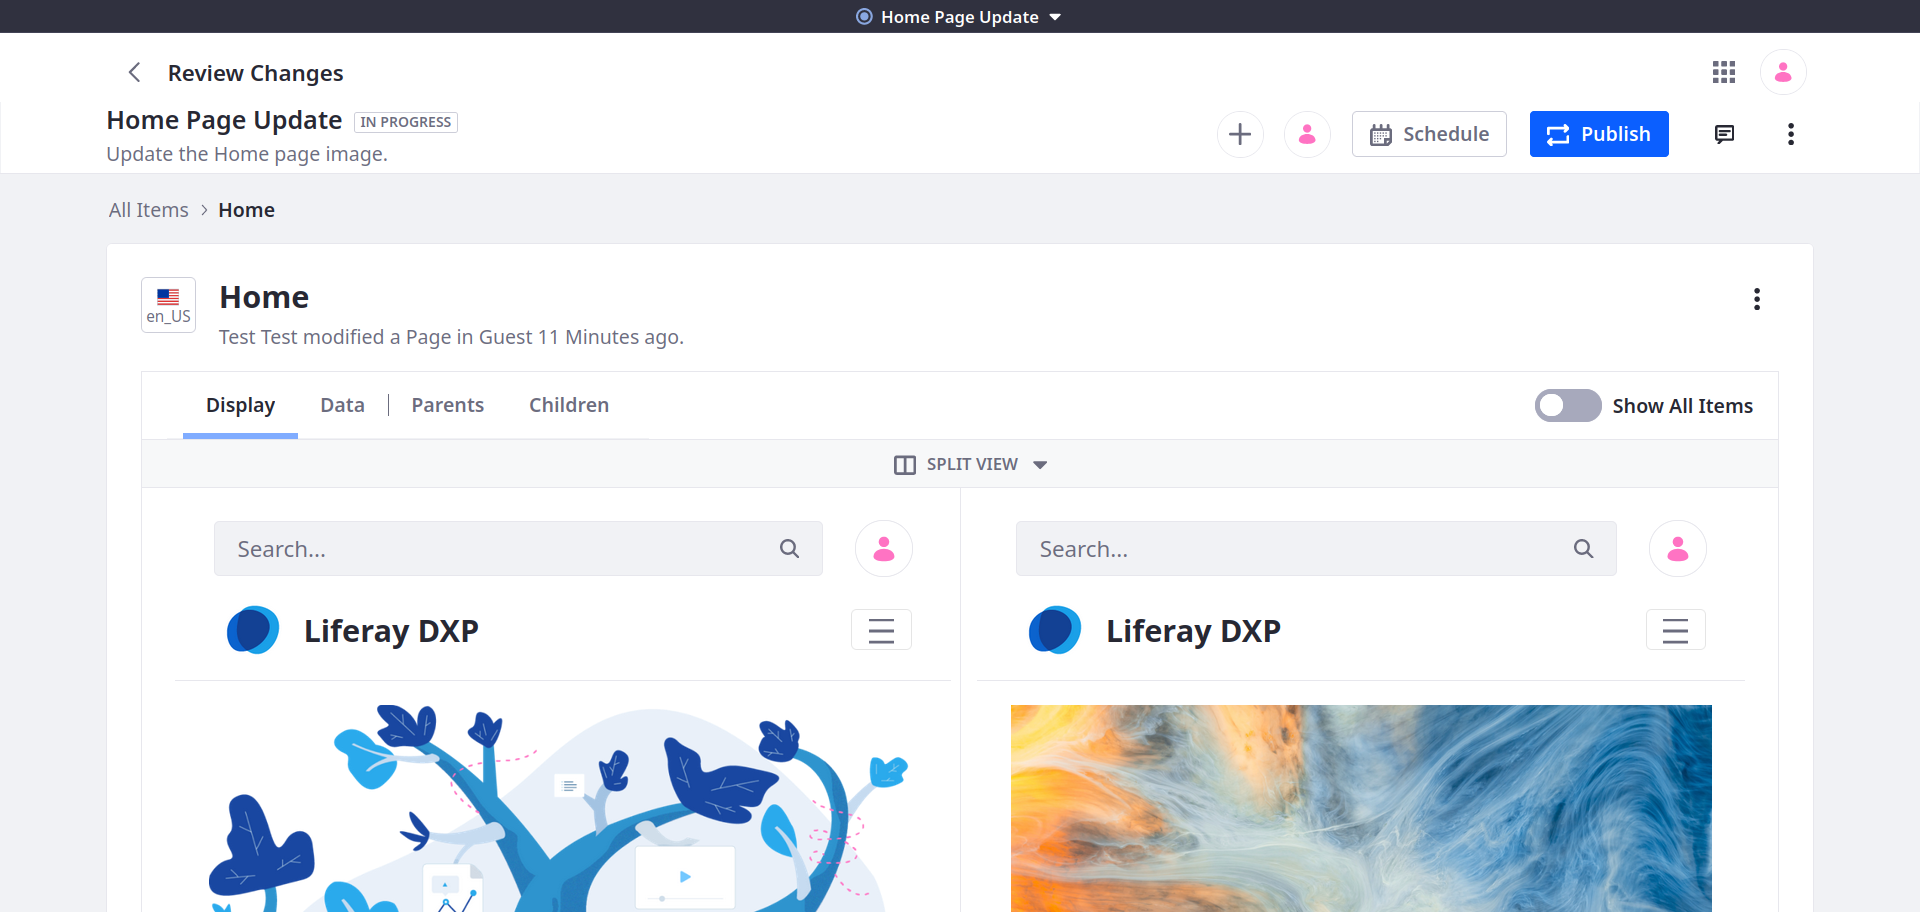 Home Page Update
Review Changes
Home Page Update IN PROGRESS
Update the Home page image.
Schedule
Publish
All Items > Home
en_US
Home
Test Test modified a Page in Guest 11 Minutes ago.
Display Data Parents Children
Show All Items
SPLIT VIEW
Search...
Search...
Liferay DXP
Liferay DXP